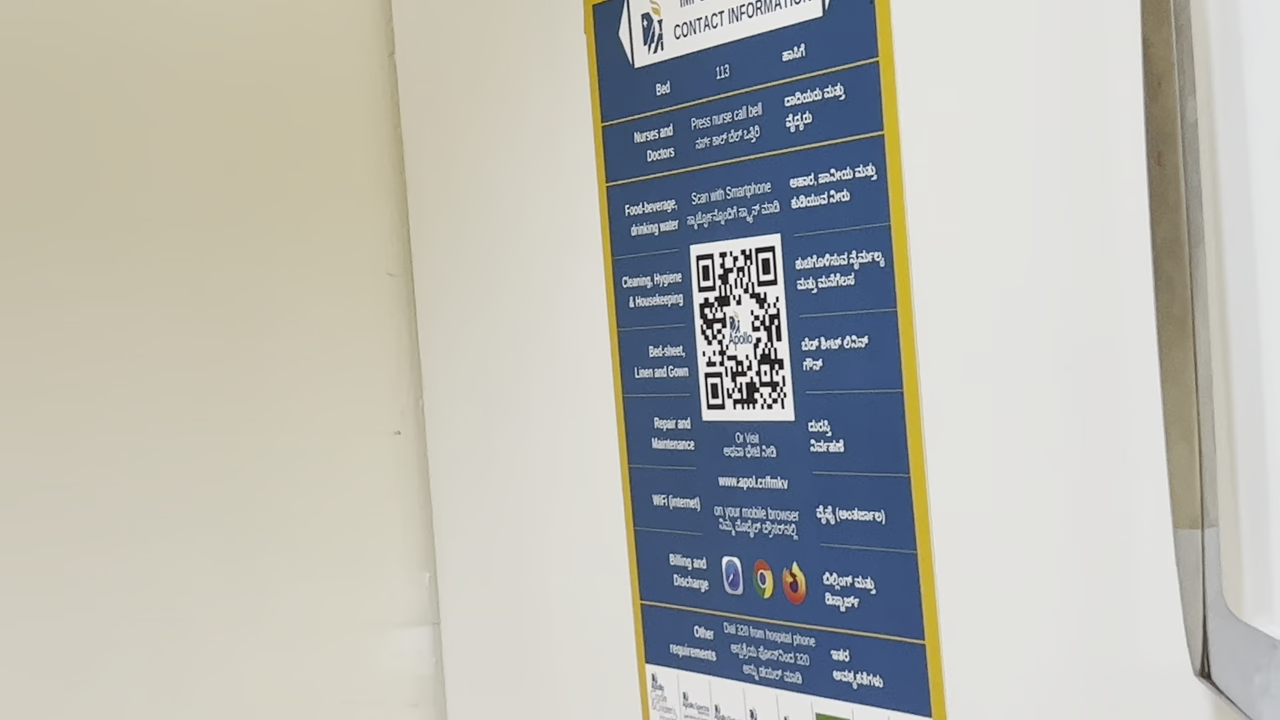 CONTACT INFORMATION
Bed
113
ಹಾಸಿಗೆ
Nurses and
Doctors
Press nurse call bell
ನರ್ಸ್ ಕಾಲ್ ಬೆಲ್ ಒತ್ತಿರಿ
ದಾದಿಯರು ಮತ್ತು
ವೈದ್ಯರು
Food-beverage,
drinking water
Scan with Smartphone
ಸ್ಮಾರ್ಟ್ಫೋನ್ನೊಂದಿಗೆ ಸ್ಕ್ಯಾನ್ ಮಾಡಿ
ಆಹಾರ, ಪಾನೀಯ ಮತ್ತು
ಕುಡಿಯುವ ನೀರು
Cleaning, Hygiene
& Housekeeping
ಶುಚಿಗೊಳಿಸುವ ನೈರ್ಮಲ್ಯ
ಮತ್ತು ಮನೆಗೆಲಸ
Apollo
Bed-sheet,
Linen and Gown
ಬೆಡ್ ಶೀಟ್ ಲಿನಿನ್
ಗೌನ್
Repair and
Maintenance
Or Visit
ಅಥವಾ ಭೇಟಿ ನೀಡಿ
ದುರಸ್ತಿ
ನಿರ್ವಹಣೆ
www.apol.cr/fmkv
WiFi (internet)
on your mobile browser
ನಿಮ್ಮ ಮೊಬೈಲ್ ಬ್ರೌಸರ್‌ನಲ್ಲಿ
ವೈಫೈ (ಅಂತರ್ಜಾಲ)
Billing and
Discharge
ಬಿಲ್ಲಿಂಗ್ ಮತ್ತು
ಡಿಸ್ಚಾರ್ಜ್
Other
requirements
Dial 320 from hospital phone
ಆಸ್ಪತ್ರೆಯ ಫೋನ್‌ನಿಂದ 320
ಅನ್ನು ಡಯಲ್ ಮಾಡಿ
ಇತರ
ಅವಶ್ಯಕತೆಗಳು